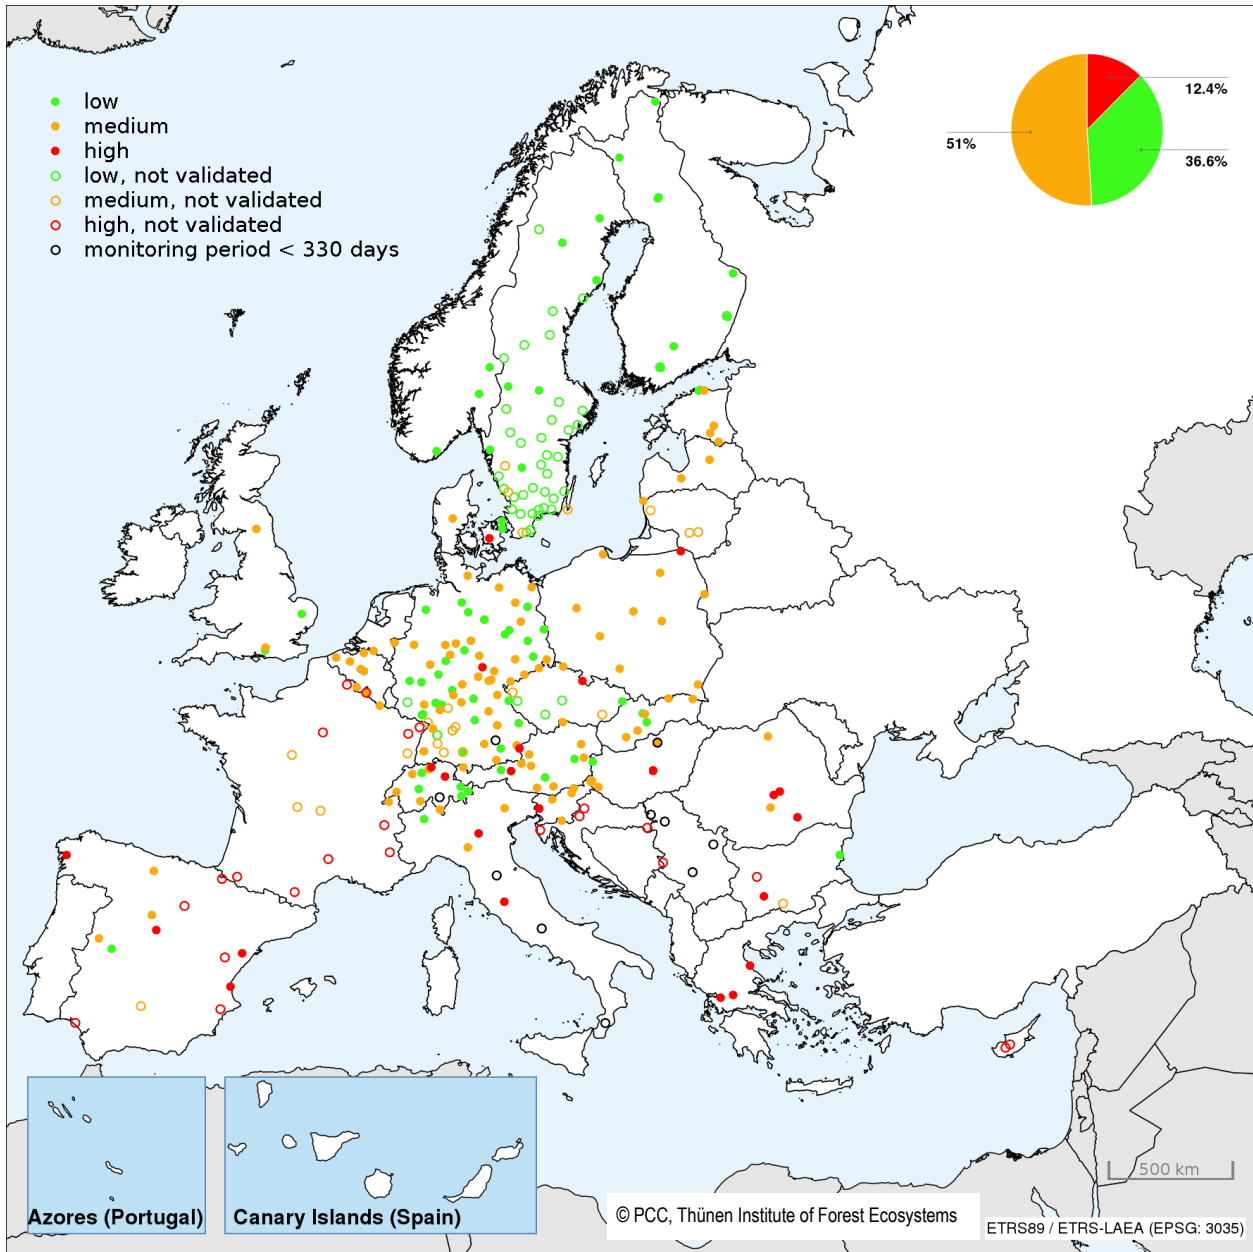 low
medium
high
low, not validated
medium, not validated
high, not validated
monitoring period < 330 days
12.4%
51%
36.6%
500 km
Azores (Portugal)
Canary Islands (Spain)
© PCC, Thünen Institute of Forest Ecosystems
ETRS89 / ETRS-LAEA (EPSG: 3035)